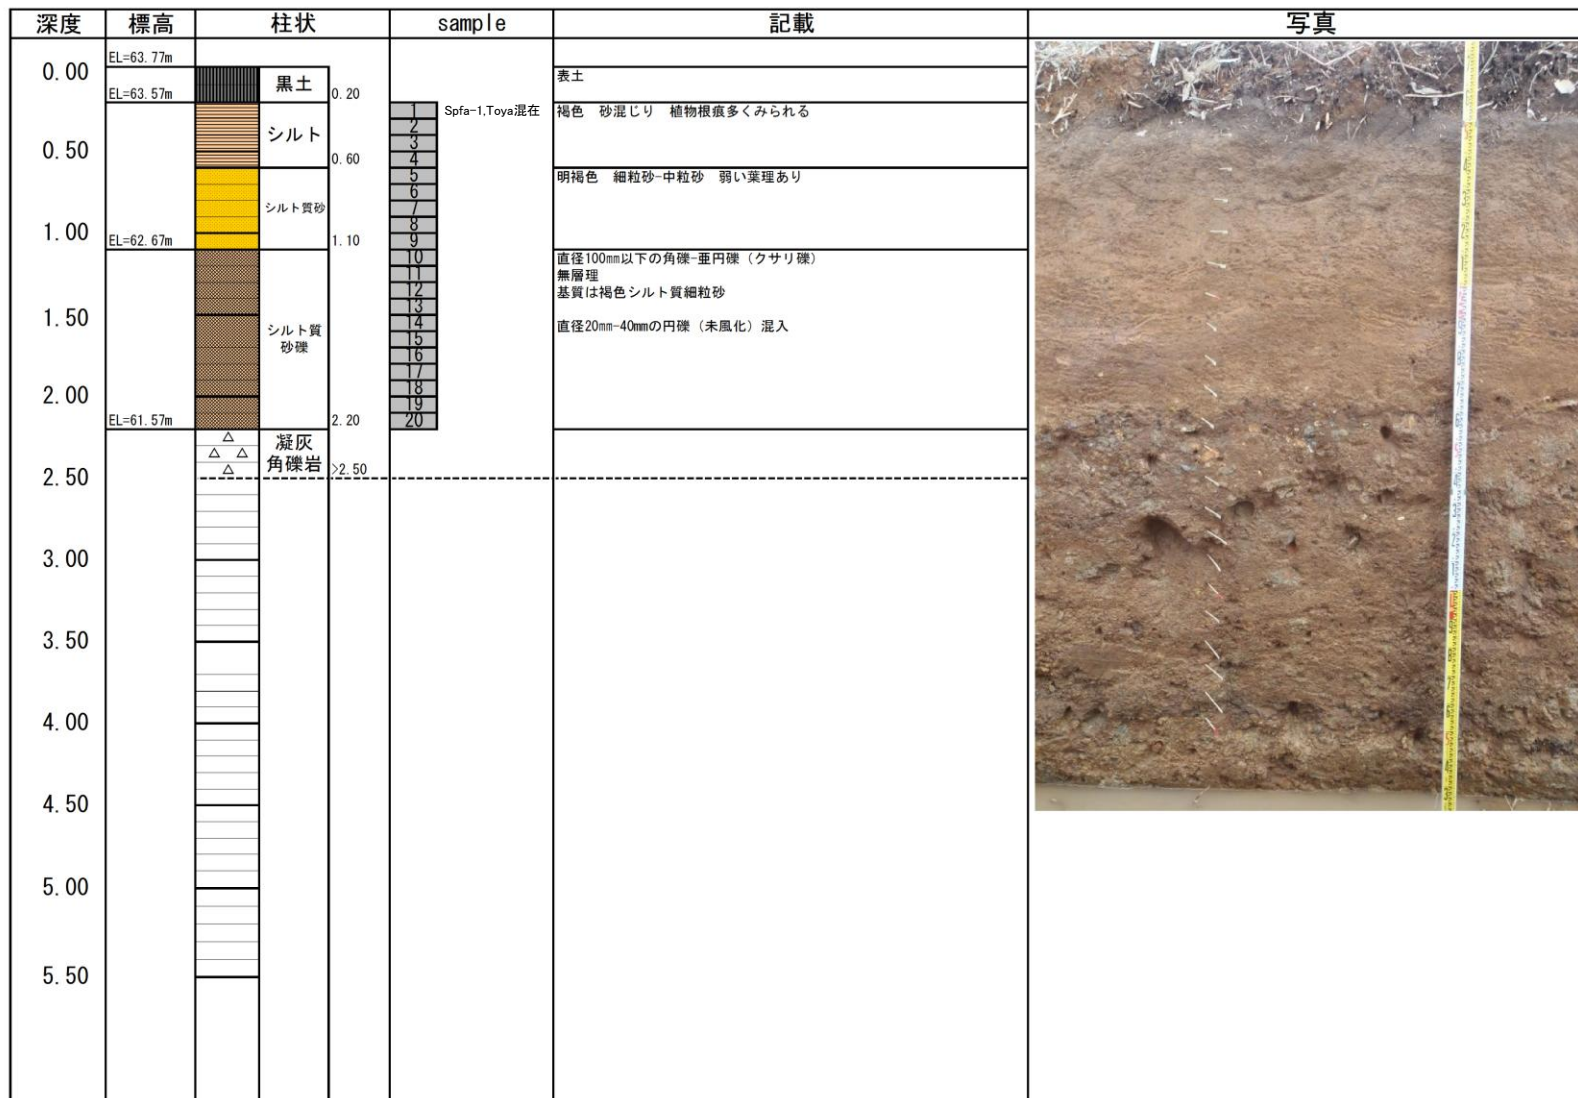 深度 標高 柱状 sample 記載 写真
EL=63.77m
0.00 黒土 表土
EL=63.57m 0.20
1 Spfa-1,Toya混在 褐色 砂混じり 植物根痕多くみられる
2
シルト
3
0.50
4
0.60
5 明褐色 細粒砂-中粒砂 弱い葉理あり
6
シルト質砂 7
8
1.00
EL=62.67m 1.10 9
10 直径100mm以下の角礫-亜円礫（クサリ礫）
11 無層理
12 基質は褐色シルト質細粒砂
13
1.50
14 直径20mm-40mmの円礫（未風化）混入
シルト質
砂礫
15
16
17
18
2.00
19
EL=61.57m 2.20 20
凝灰
角礫岩
>2.50
2.50
3.00
3.50
4.00
4.50
5.00
5.50